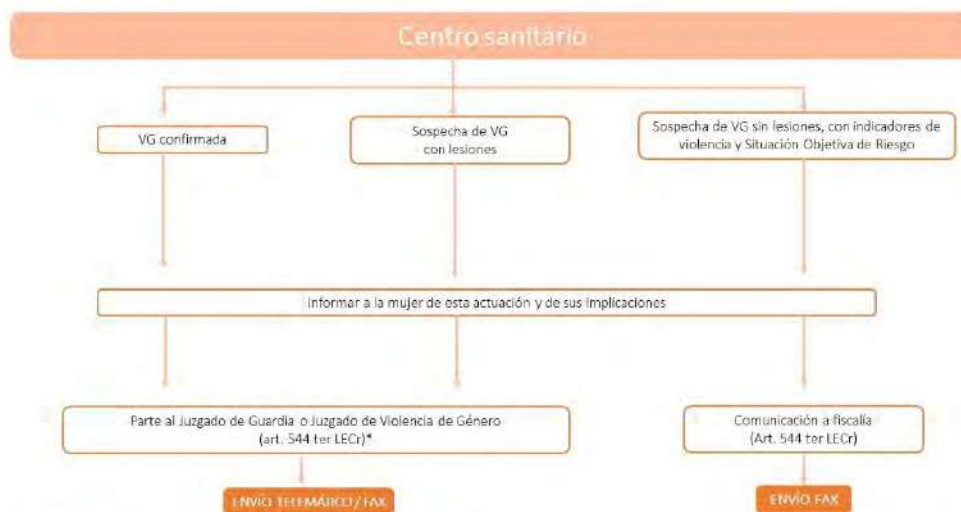 Centro sanitario
VG confirmada
Sospecha de VG
con lesiones
Sospecha de VG sin lesiones, con indicadores de
violencia y Situación Objetiva de Riesgo
Informar a la mujer de esta actuación y de sus Implicaciones
Parte al Juzgado de Guardia o Juzgado de Violencia de Género
(art. 544 ter LECr)*
Comunicación a fiscalía
(Art. 544 ter LECr)
ENVÍO TELEMÁTICO / FAX
ENVÍO FAX